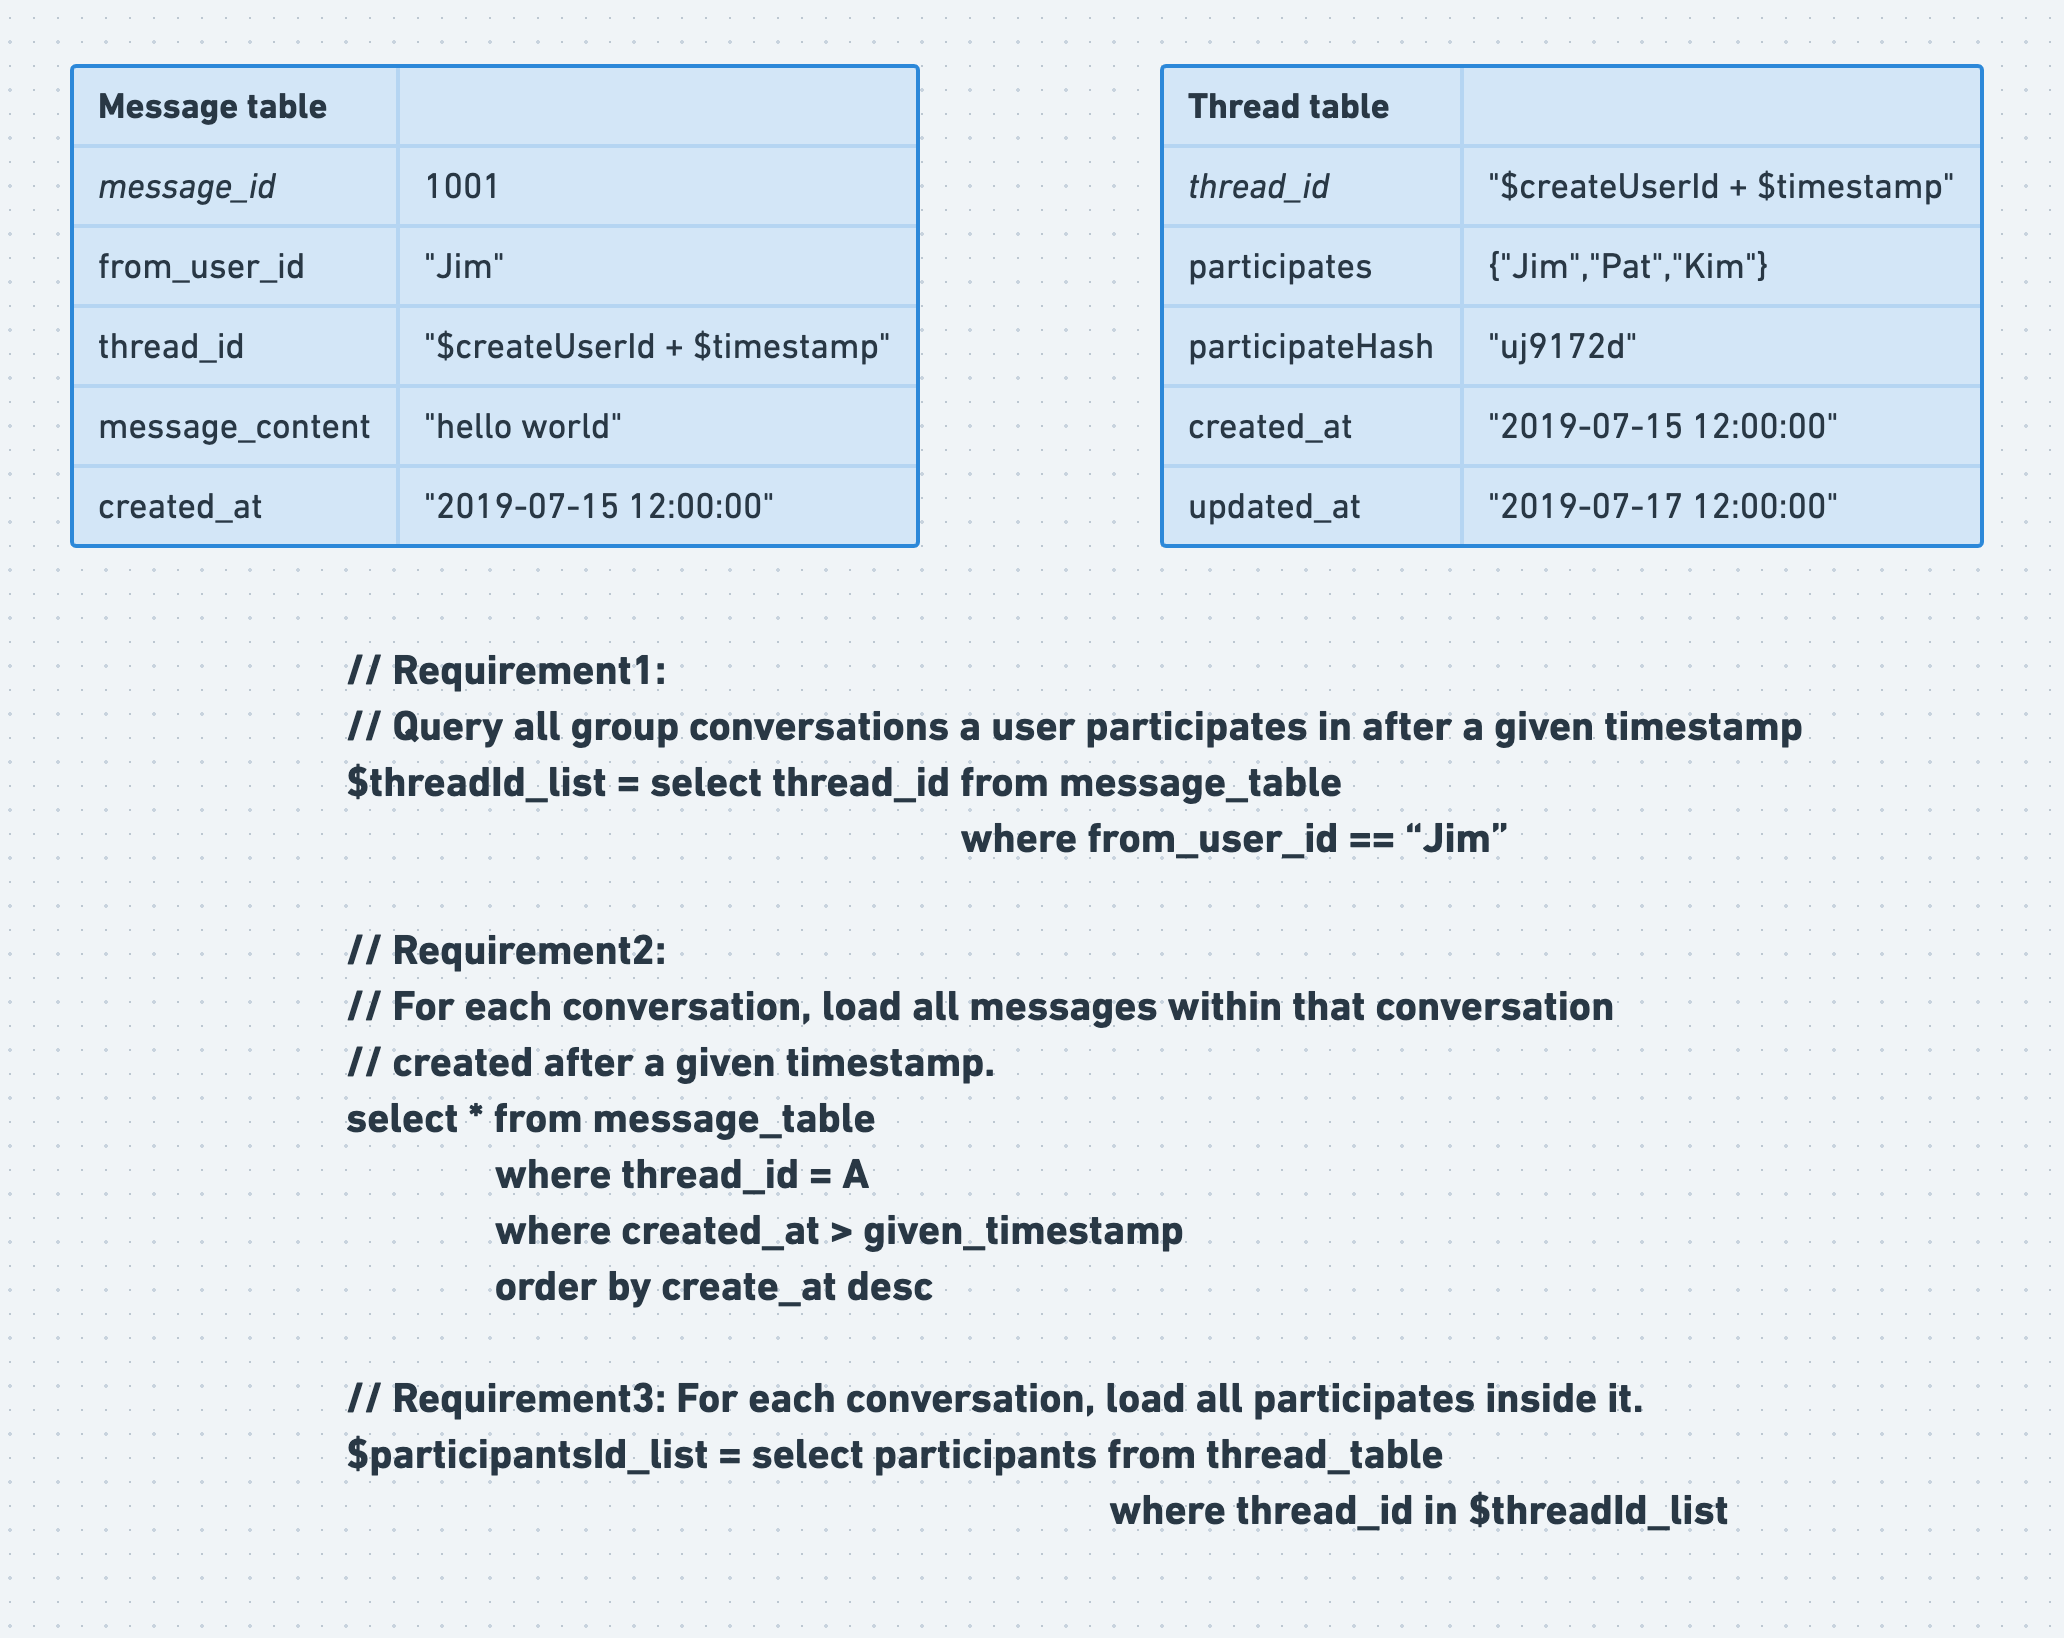 Message table
message_id 1001
from_user_id "Jim"
thread_id "$createUserId + $timestamp"
message_content "hello world"
created_at "2019-07-15 12:00:00"
Thread table
thread_id "$createUserId + $timestamp"
participates {"Jim","Pat","Kim"}
participateHash "uj9172d"
created_at "2019-07-15 12:00:00"
updated_at "2019-07-17 12:00:00"
// Requirement1:
// Query all group conversations a user participates in after a given timestamp
$threadId_list = select thread_id from message_table
where from_user_id == “Jim”
// Requirement2:
// For each conversation, load all messages within that conversation
// created after a given timestamp.
select * from message_table
where thread_id = A
where created_at > given_timestamp
order by create_at desc
// Requirement3: For each conversation, load all participates inside it.
$participantsId_list = select participants from thread_table
where thread_id in $threadId_list